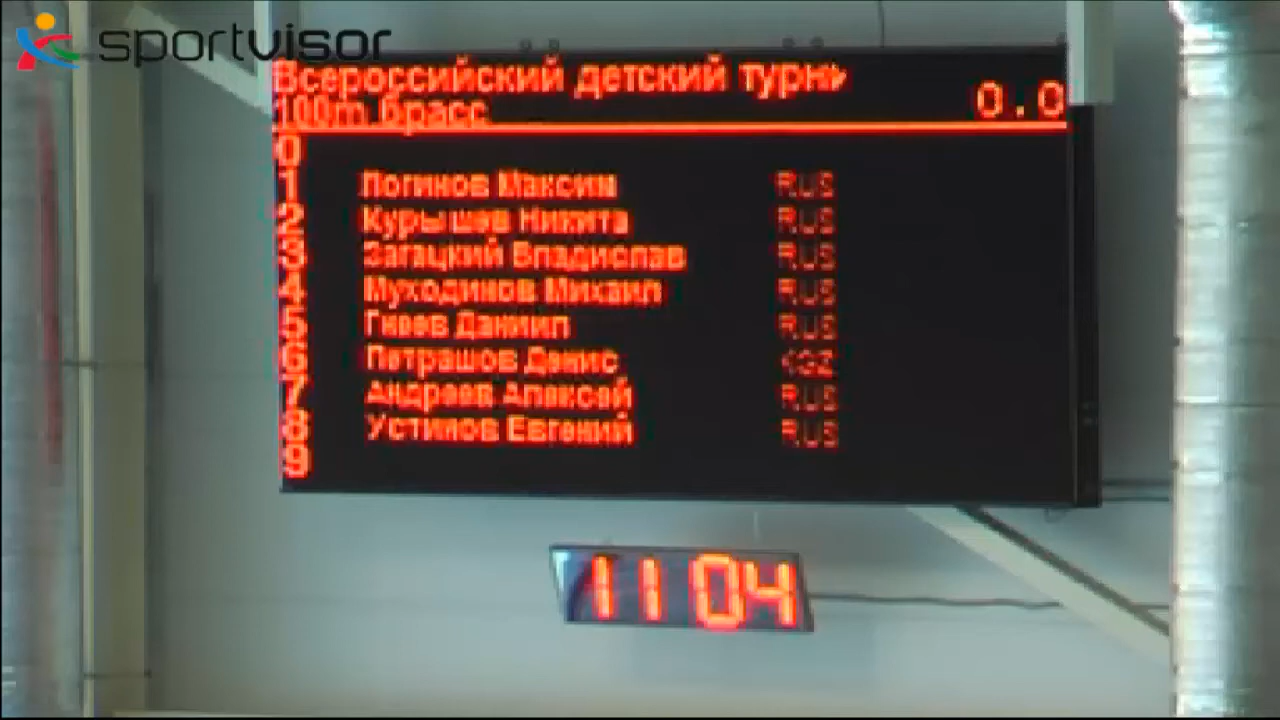 sportvisor
Всероссийский детский турни
100m брасс 0.0
0
1 Логинов Максим RUS
2 Курышев Никита RUS
3 Загацкий Владислав RUS
4 Муходинов Михаил RUS
5 Гнеев Даниил RUS
6 Петрашов Денис KGZ
7 Андреев Алексей RUS
8 Устинов Евгений RUS
9
11 04